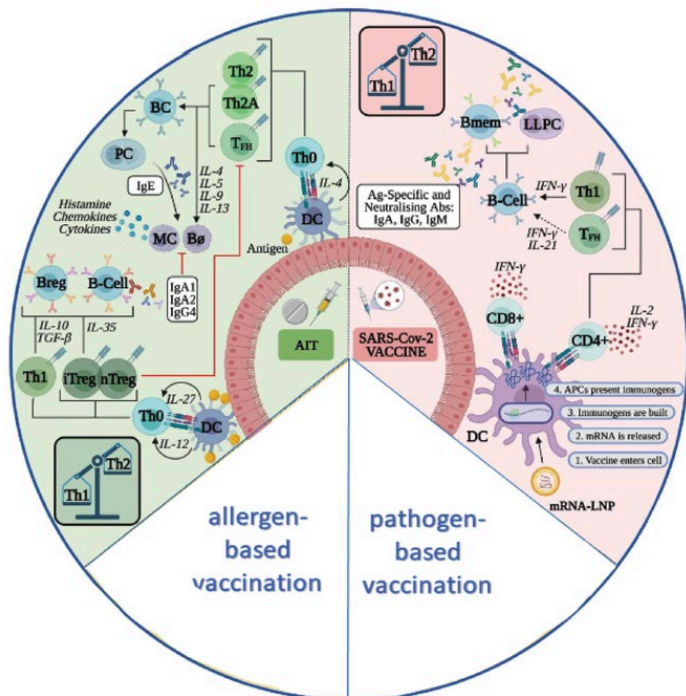 Th2
Th2A
TFH
BC
PC
IgE
IL-4
IL-5
IL-9
IL-13
Histamine
Chemokines
Cytokines
MC
Bø
Th0
IL-4
DC
Antigen
Breg
B-Cell
IgA1
IgA2
IgG4
IL-10
TGF-β
IL-35
Th1
iTreg
nTreg
Th0
IL-27
IL-12
DC
Th2
Th1
AIT
allergen-
based
vaccination
Th2
Th1
Bmem
LLPC
Ag-Specific and
Neutralising Abs:
IgA, IgG, IgM
B-Cell
IFN-γ
Th1
IFN-γ
IL-21
TFH
SARS-Cov-2
VACCINE
IFN-γ
CD8+
CD4+
IL-2
IFN-γ
4. APCs present immunogens
3. Immunogens are built
2. mRNA is released
1. Vaccine enters cell
DC
mRNA-LNP
pathogen-
based
vaccination